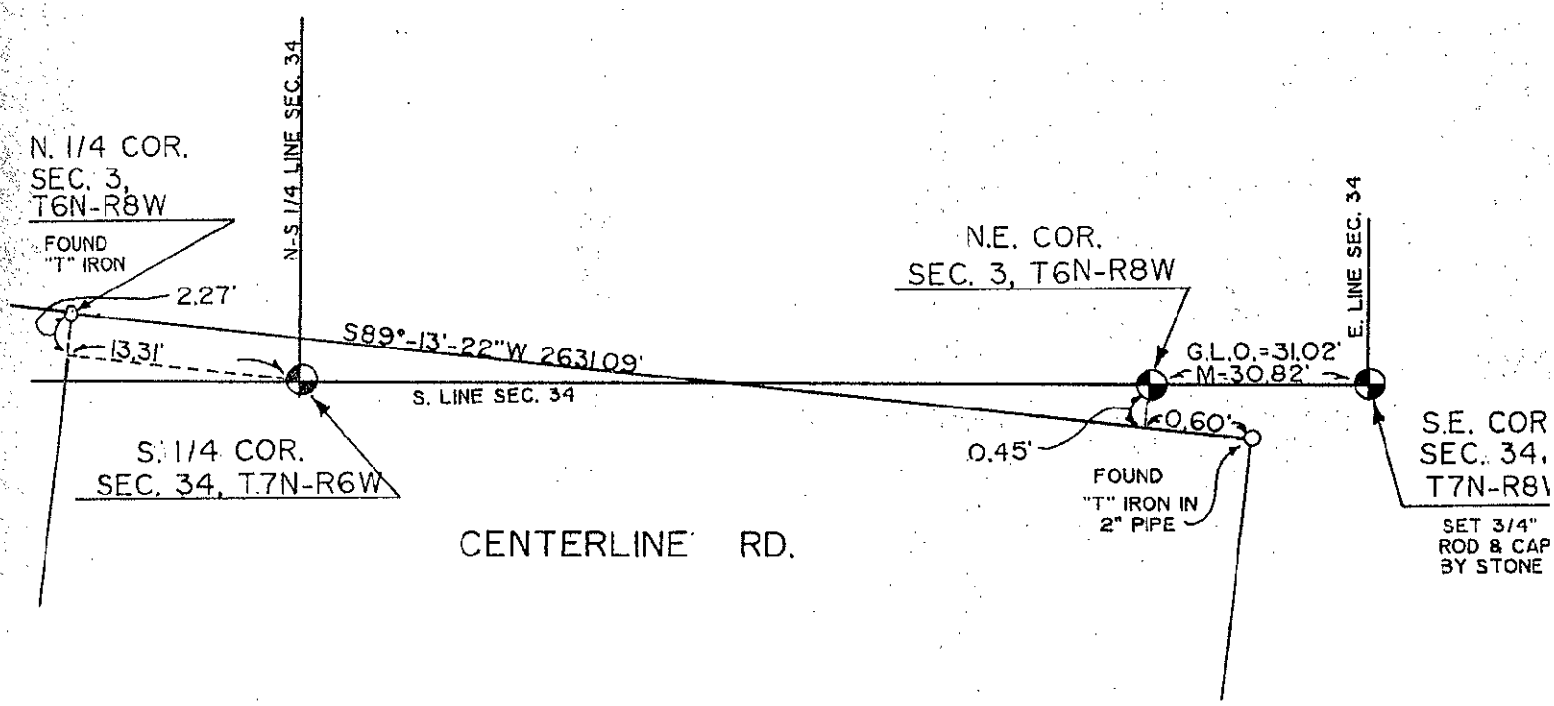 N-S 1/4 LINE SEC. 34
N. 1/4 COR.
SEC. 3,
T6N-R8W
FOUND
"T" IRON
2.27'
13.31'
S89°-13'-22"W 2631.09'
S. LINE SEC. 34
S. 1/4 COR.
SEC. 34, T.7N-R6W
N.E. COR.
SEC. 3, T6N-R8W
E. LINE SEC. 34
G.L.O.=31.02'
M-30.82'
0.45'
0.60'
FOUND
"T" IRON IN
2" PIPE
S.E. COR
SEC. 34,
T7N-R8
SET 3/4"
ROD & CAP
BY STONE
CENTERLINE RD.